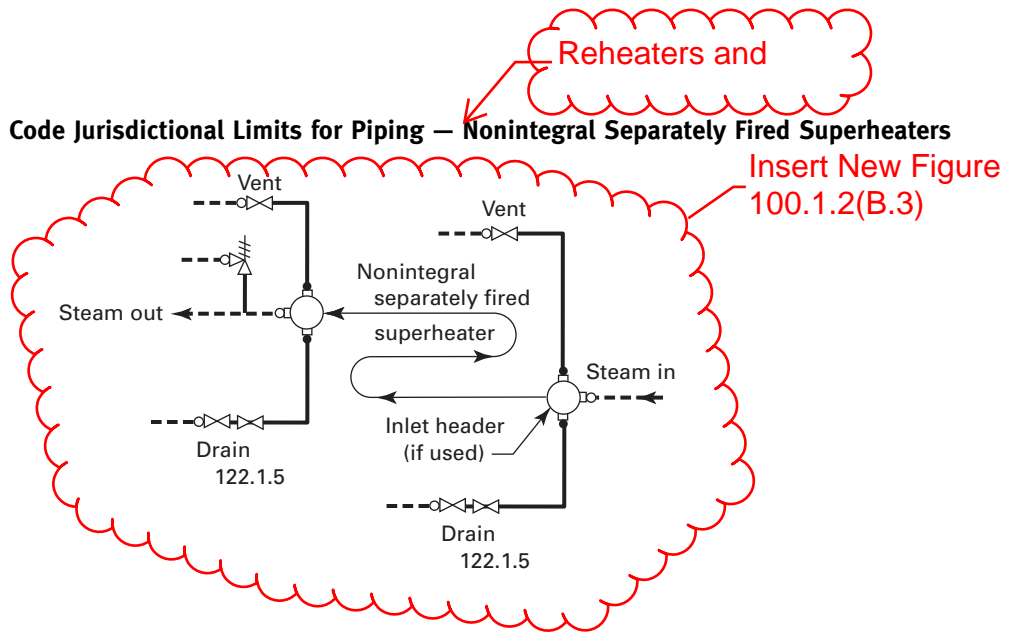 Reheaters and
Code Jurisdictional Limits for Piping — Nonintegral Separately Fired Superheaters
Insert New Figure
100.1.2(B.3)
Vent
Vent
Nonintegral
separately fired
superheater
Steam out
Steam in
Inlet header
(if used)
Drain
122.1.5
Drain
122.1.5